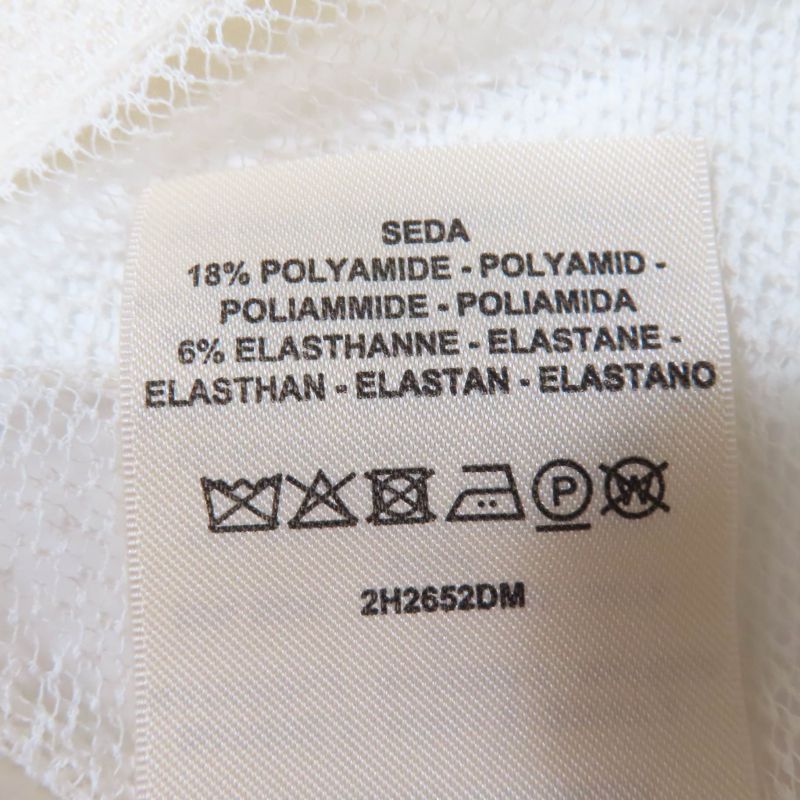 SEDA
18% POLYAMIDE - POLYAMID -
POLIAMMIDE - POLIAMIDA
6% ELASTHANNE - ELASTANE -
ELASTHAN - ELASTAN - ELASTANO
P W
2H2652DM